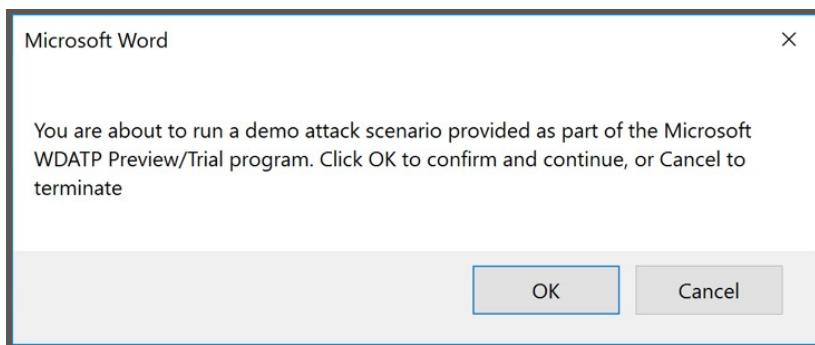 Microsoft Word
You are about to run a demo attack scenario provided as part of the Microsoft
WDATP Preview/Trial program. Click OK to confirm and continue, or Cancel to
terminate
OK Cancel